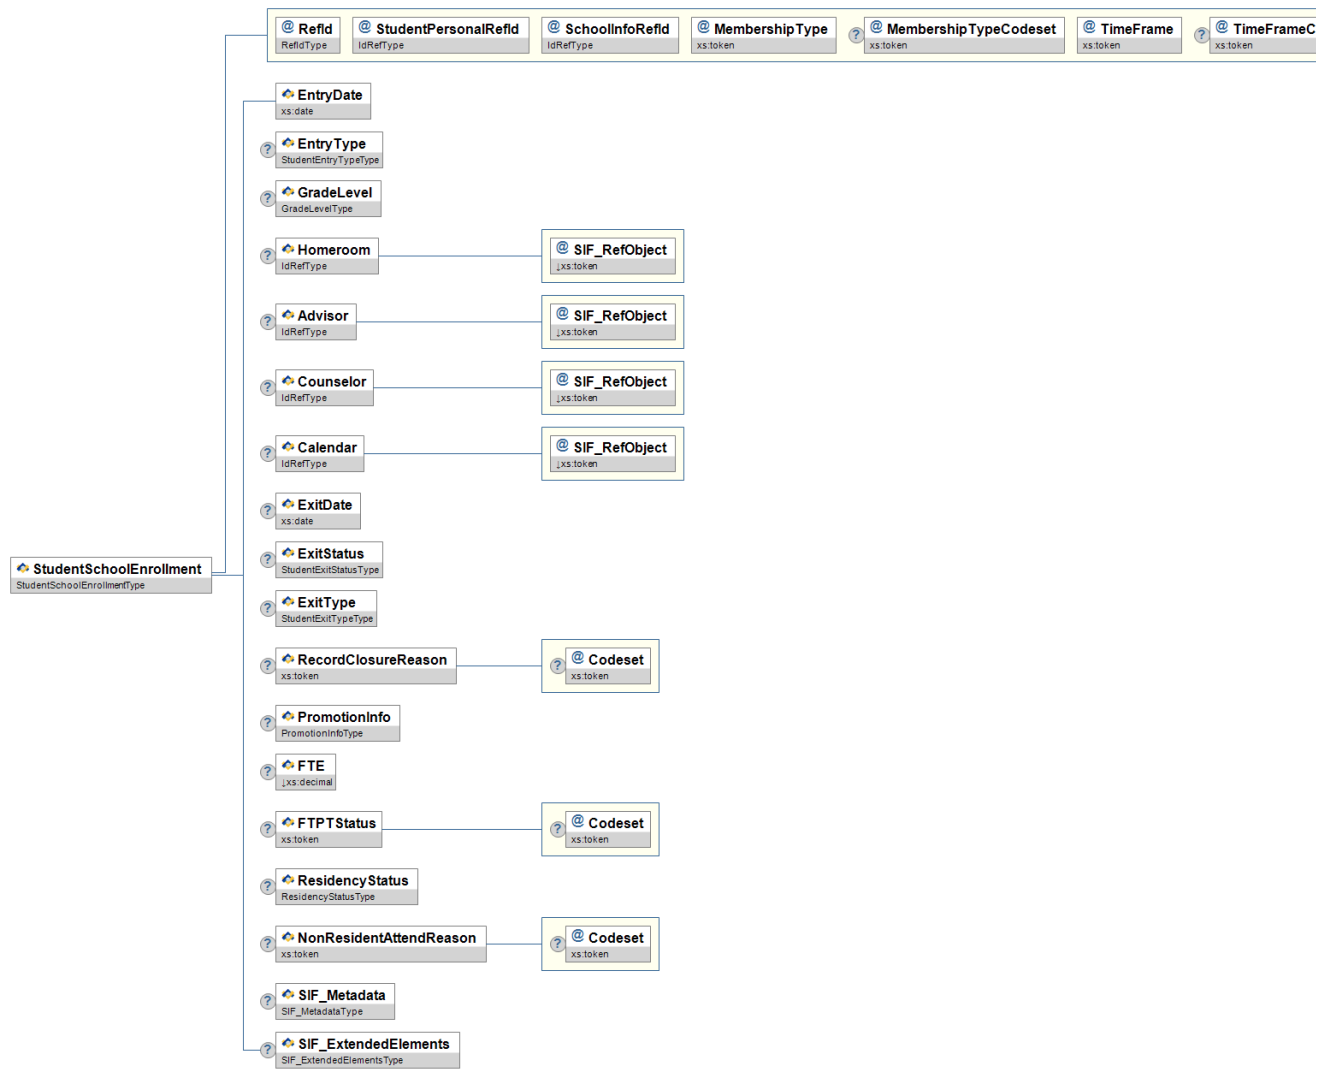 @ RefId @ StudentPersonalRefId @ SchoolInfoRefId @ MembershipType ? @ MembershipTypeCodeset @ TimeFrame ? @ TimeFrameC
RefIdType IdRefType IdRefType xs:token xs:token xs:token xs:token
EntryDate
xs:date
? EntryType
StudentEntryTypeType
? GradeLevel
GradeLevelType
? Homeroom @ SIF_RefObject
IdRefType ↓xs:token
? Advisor @ SIF_RefObject
IdRefType ↓xs:token
? Counselor @ SIF_RefObject
IdRefType ↓xs:token
? Calendar @ SIF_RefObject
IdRefType ↓xs:token
? ExitDate
xs:date
? ExitStatus
StudentExitStatusType
StudentSchoolEnrollment
StudentSchoolEnrollmentType
? ExitType
StudentExitTypeType
? RecordClosureReason ? @ Codeset
xs:token xs:token
? PromotionInfo
PromotionInfoType
? FTE
↓xs:decimal
? FTPTStatus ? @ Codeset
xs:token xs:token
? ResidencyStatus
ResidencyStatusType
? NonResidentAttendReason ? @ Codeset
xs:token xs:token
? SIF_Metadata
SIF_MetadataType
? SIF_ExtendedElements
SIF_ExtendedElementsType